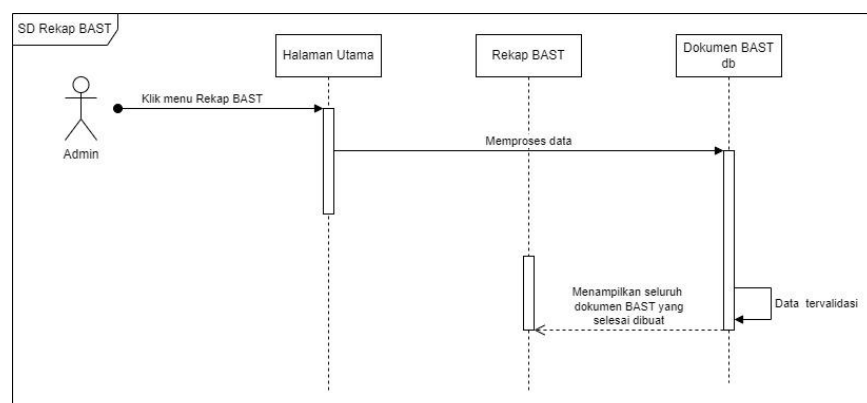 SD Rekap BAST
Halaman Utama
Rekap BAST
Dokumen BAST
db
Klik menu Rekap BAST
Admin
Memproses data
Menampilkan seluruh
dokumen BAST yang
selesai dibuat
Data tervalidasi